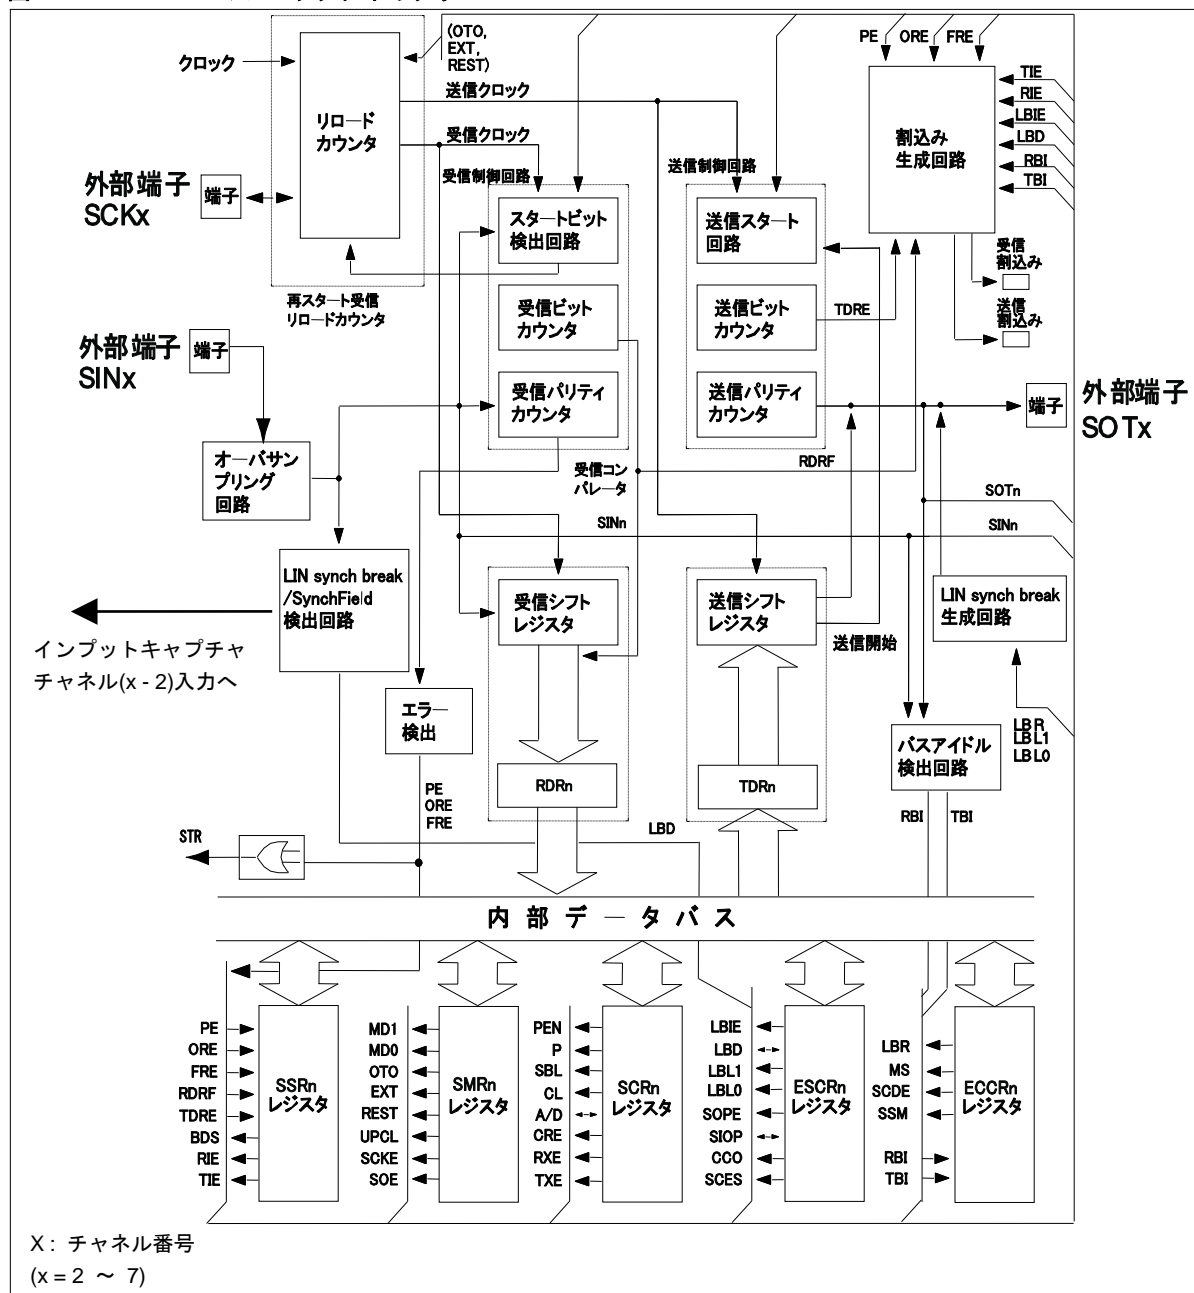 (OTO,
EXT,
REST)
PE
ORE
FRE
クロック
送信クロック
TIE
RIE
LBIE
LBD
RBI
TBI
リロード
カウンタ
受信クロック
割込み
生成回路
受信制御回路
送信制御回路
外部端子
SCKx
端子
スタートビット
検出回路
送信スタート
回路
受信
割込み
再スタート受信
リロードカウンタ
受信ビット
カウンタ
送信ビット
カウンタ
TDRE
送信
割込み
外部端子
SINx
端子
受信パリティ
カウンタ
送信パリティ
カウンタ
端子
外部端子
SOTx
オーバサン
プリング
回路
受信コン
パレータ
RDRF
SOTn
SINn
SINn
LIN synch break
/SynchField
検出回路
受信シフト
レジスタ
送信シフト
レジスタ
LIN synch break
生成回路
送信開始
インプットキャプチャ
チャネル(x - 2)入力へ
エラー
検出
LBR
LBL1
LBL0
バスアイドル
検出回路
RDRn
TDRn
PE
ORE
FRE
RBI
TBI
LBD
STR
内部データバス
PE
ORE
FRE
RDRF
TDRE
BDS
RIE
TIE
SSRn
レジスタ
MD1
MD0
OTO
EXT
REST
UPCL
SCKE
SOE
SMRn
レジスタ
PEN
P
SBL
CL
A/D
CRE
RXE
TXE
SCRn
レジスタ
LBIE
LBD
LBL1
LBL0
SOPE
SIOP
CCO
SCES
ESCRn
レジスタ
LBR
MS
SCDE
SSM
RBI
TBI
ECCRn
レジスタ
X : チャネル番号
(x = 2 ～ 7)